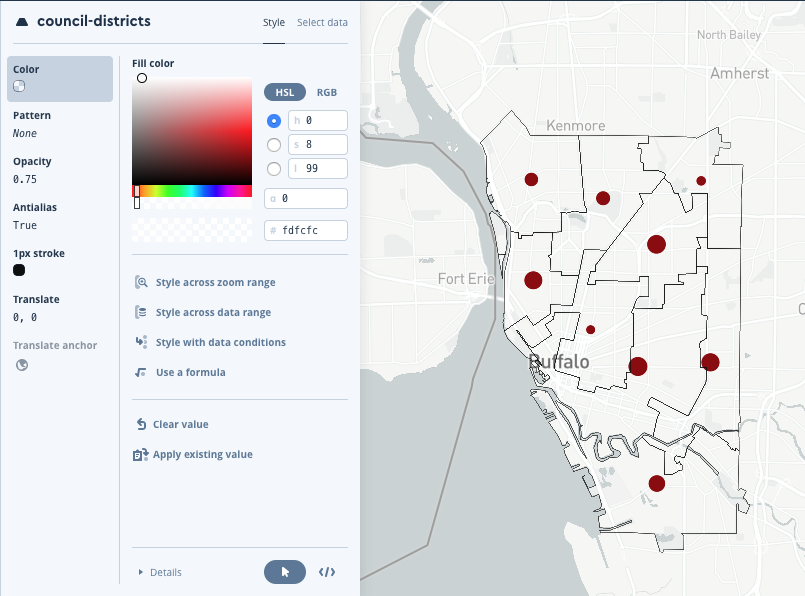 council-districts
Style
Select data
Color
Pattern
None
Opacity
0.75
Antialias
True
1px stroke
Translate
0, 0
Translate anchor
Fill color
HSL
RGB
h 0
s 8
l 99
α 0
# fdfcfc
Style across zoom range
Style across data range
Style with data conditions
Use a formula
Clear value
Apply existing value
Details
</>
North Bailey
Amherst
Kenmore
Fort Erie
Buffalo